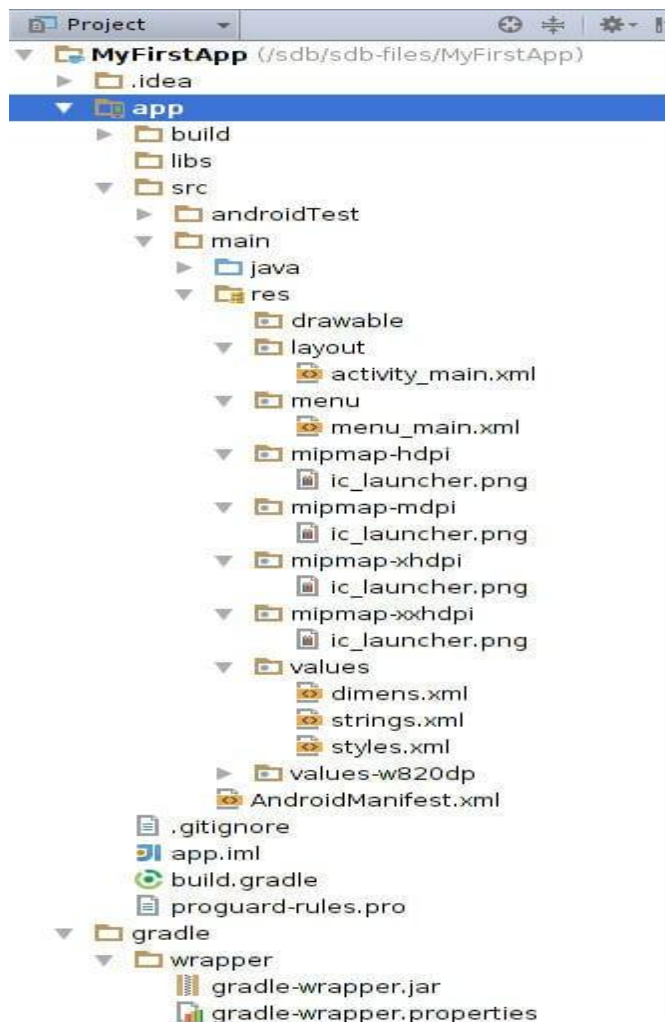 Project
MyFirstApp (/sdb/sdb-files/MyFirstApp)
.idea
app
build
libs
src
androidTest
main
java
res
drawable
layout
activity_main.xml
menu
menu_main.xml
mipmap-hdpi
ic_launcher.png
mipmap-mdpi
ic_launcher.png
mipmap-xhdpi
ic_launcher.png
mipmap-xxhdpi
ic_launcher.png
values
dimens.xml
strings.xml
styles.xml
values-w820dp
AndroidManifest.xml
.gitignore
app.iml
build.gradle
proguard-rules.pro
gradle
wrapper
gradle-wrapper.jar
gradle-wrapper.properties